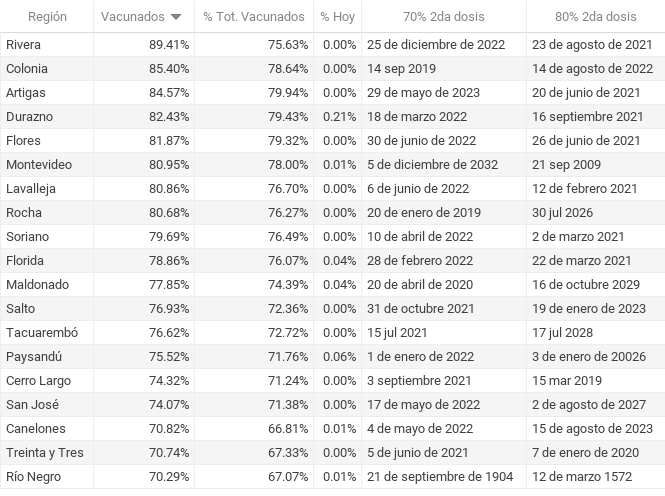 Región Vacunados % Tot. Vacunados % Hoy 70% 2da dosis 80% 2da dosis
Rivera 89.41% 75.63% 0.00% 25 de diciembre de 2022 23 de agosto de 2021
Colonia 85.40% 78.64% 0.00% 14 sep 2019 14 de agosto de 2022
Artigas 84.57% 79.94% 0.00% 29 de mayo de 2023 20 de junio de 2021
Durazno 82.43% 79.43% 0.21% 18 de marzo 2022 16 septiembre 2021
Flores 81.87% 79.32% 0.00% 30 de junio de 2022 26 de junio de 2021
Montevideo 80.95% 78.00% 0.01% 5 de diciembre de 2032 21 sep 2009
Lavalleja 80.86% 76.70% 0.00% 6 de junio de 2022 12 de febrero 2021
Rocha 80.68% 76.27% 0.00% 20 de enero de 2019 30 jul 2026
Soriano 79.69% 76.49% 0.00% 10 de abril de 2022 2 de marzo 2021
Florida 78.86% 76.07% 0.04% 28 de febrero 2022 22 de marzo 2021
Maldonado 77.85% 74.39% 0.04% 20 de abril de 2020 16 de octubre 2029
Salto 76.93% 72.36% 0.00% 31 de octubre 2021 19 de enero de 2023
Tacuarembó 76.62% 72.72% 0.00% 15 jul 2021 17 jul 2028
Paysandú 75.52% 71.76% 0.06% 1 de enero de 2022 3 de enero de 20026
Cerro Largo 74.32% 71.24% 0.00% 3 septiembre 2021 15 mar 2019
San José 74.07% 71.38% 0.00% 17 de mayo de 2022 2 de agosto de 2027
Canelones 70.82% 66.81% 0.01% 4 de mayo de 2022 15 de agosto de 2023
Treinta y Tres 70.74% 67.33% 0.00% 5 de junio de 2021 7 de enero de 2020
Río Negro 70.29% 67.07% 0.01% 21 de septiembre de 1904 12 de marzo 1572